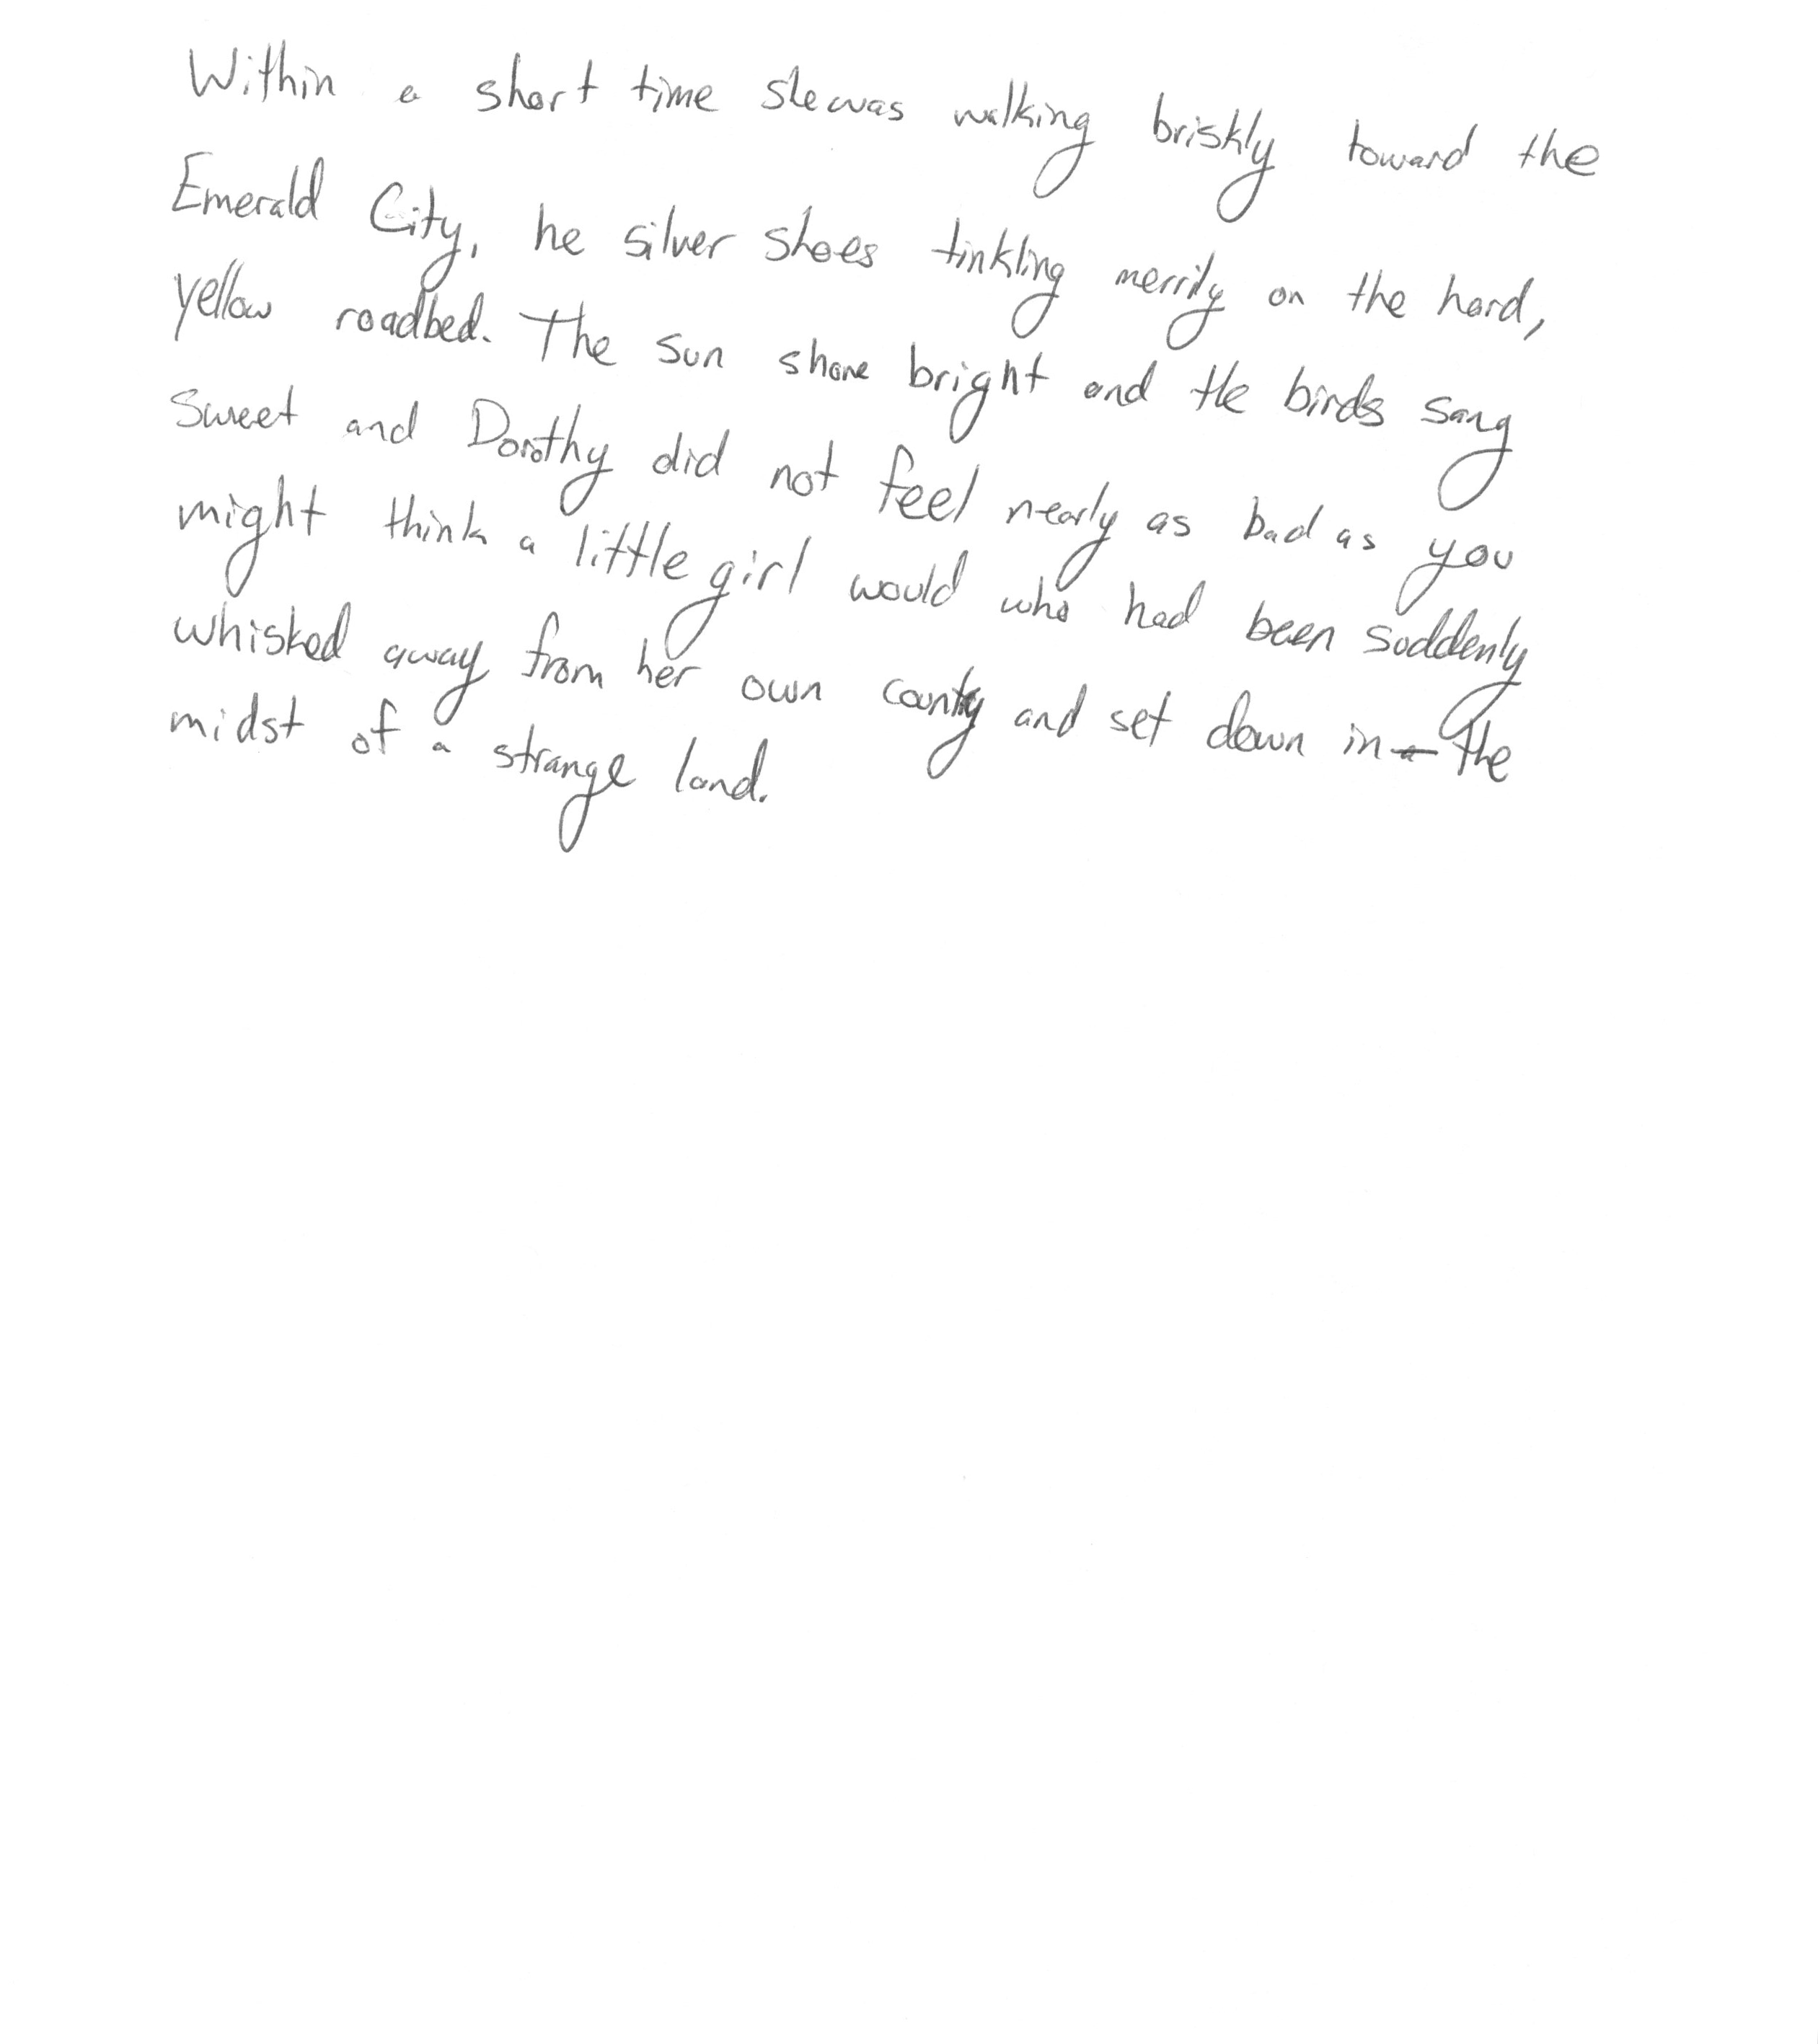 Within a short time she was walking briskly toward the
Emerald City, he silver shoes tinkling merrily on the hard,
yellow roadbed. The sun shone bright and the birds sang
sweet and Dorothy did not feel nearly as bad as you
might think a little girl would who had been suddenly
whisked away from her own country and set down in the
midst of a strange land.